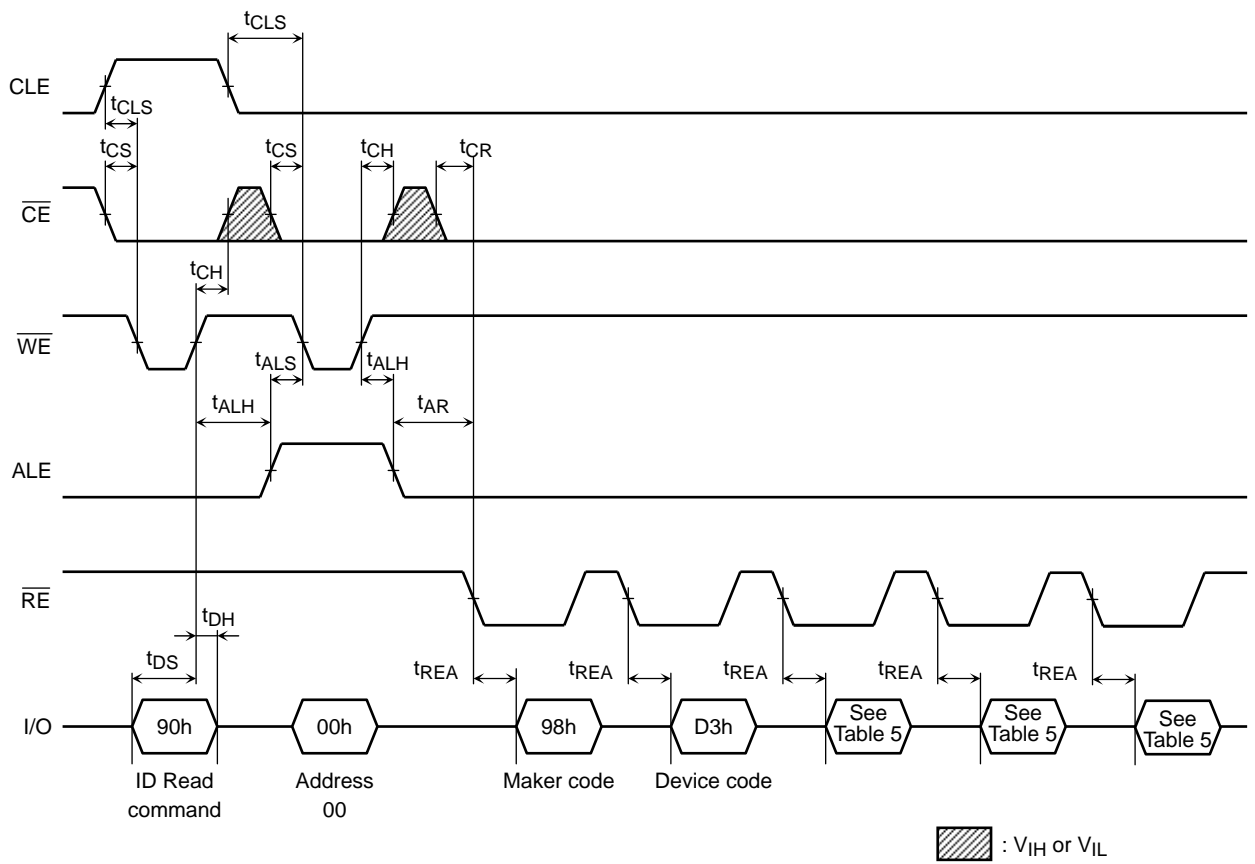 tCLS
CLE
tCLS
tCS
tCS
tCH
tCR
CE
tCH
WE
tALS
tALH
tALH
tAR
ALE
RE
tDH
tDS
tREA
tREA
tREA
tREA
tREA
I/O
90h
00h
98h
D3h
See
Table 5
See
Table 5
See
Table 5
ID Read
command
Address
00
Maker code
Device code
: VIH or VIL